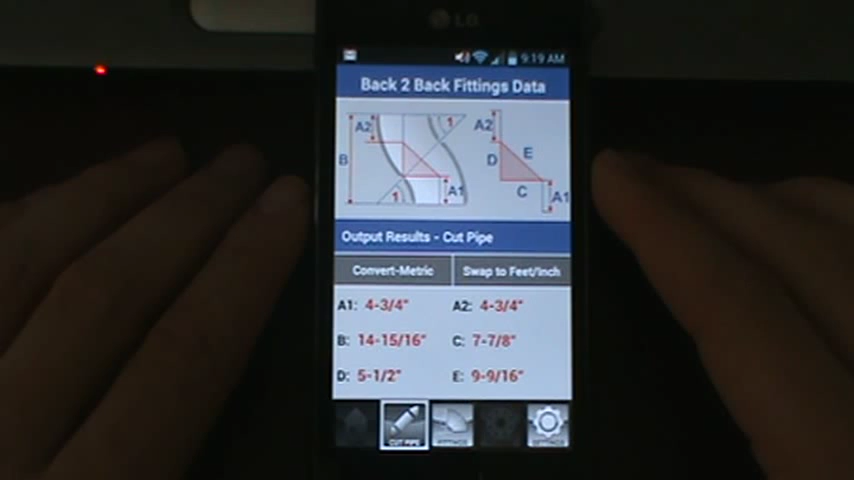 LG
9:19 AM
Back 2 Back Fittings Data
A2
1
B
1
A1
A2
D
E
C
A1
Output Results - Cut Pipe
Convert-Metric
Swap to Feet/Inch
A1: 4-3/4"
A2: 4-3/4"
B: 14-15/16"
C: 7-7/8"
D: 5-1/2"
E: 9-9/16"
CUT PIPE
FITTINGS
SETTINGS